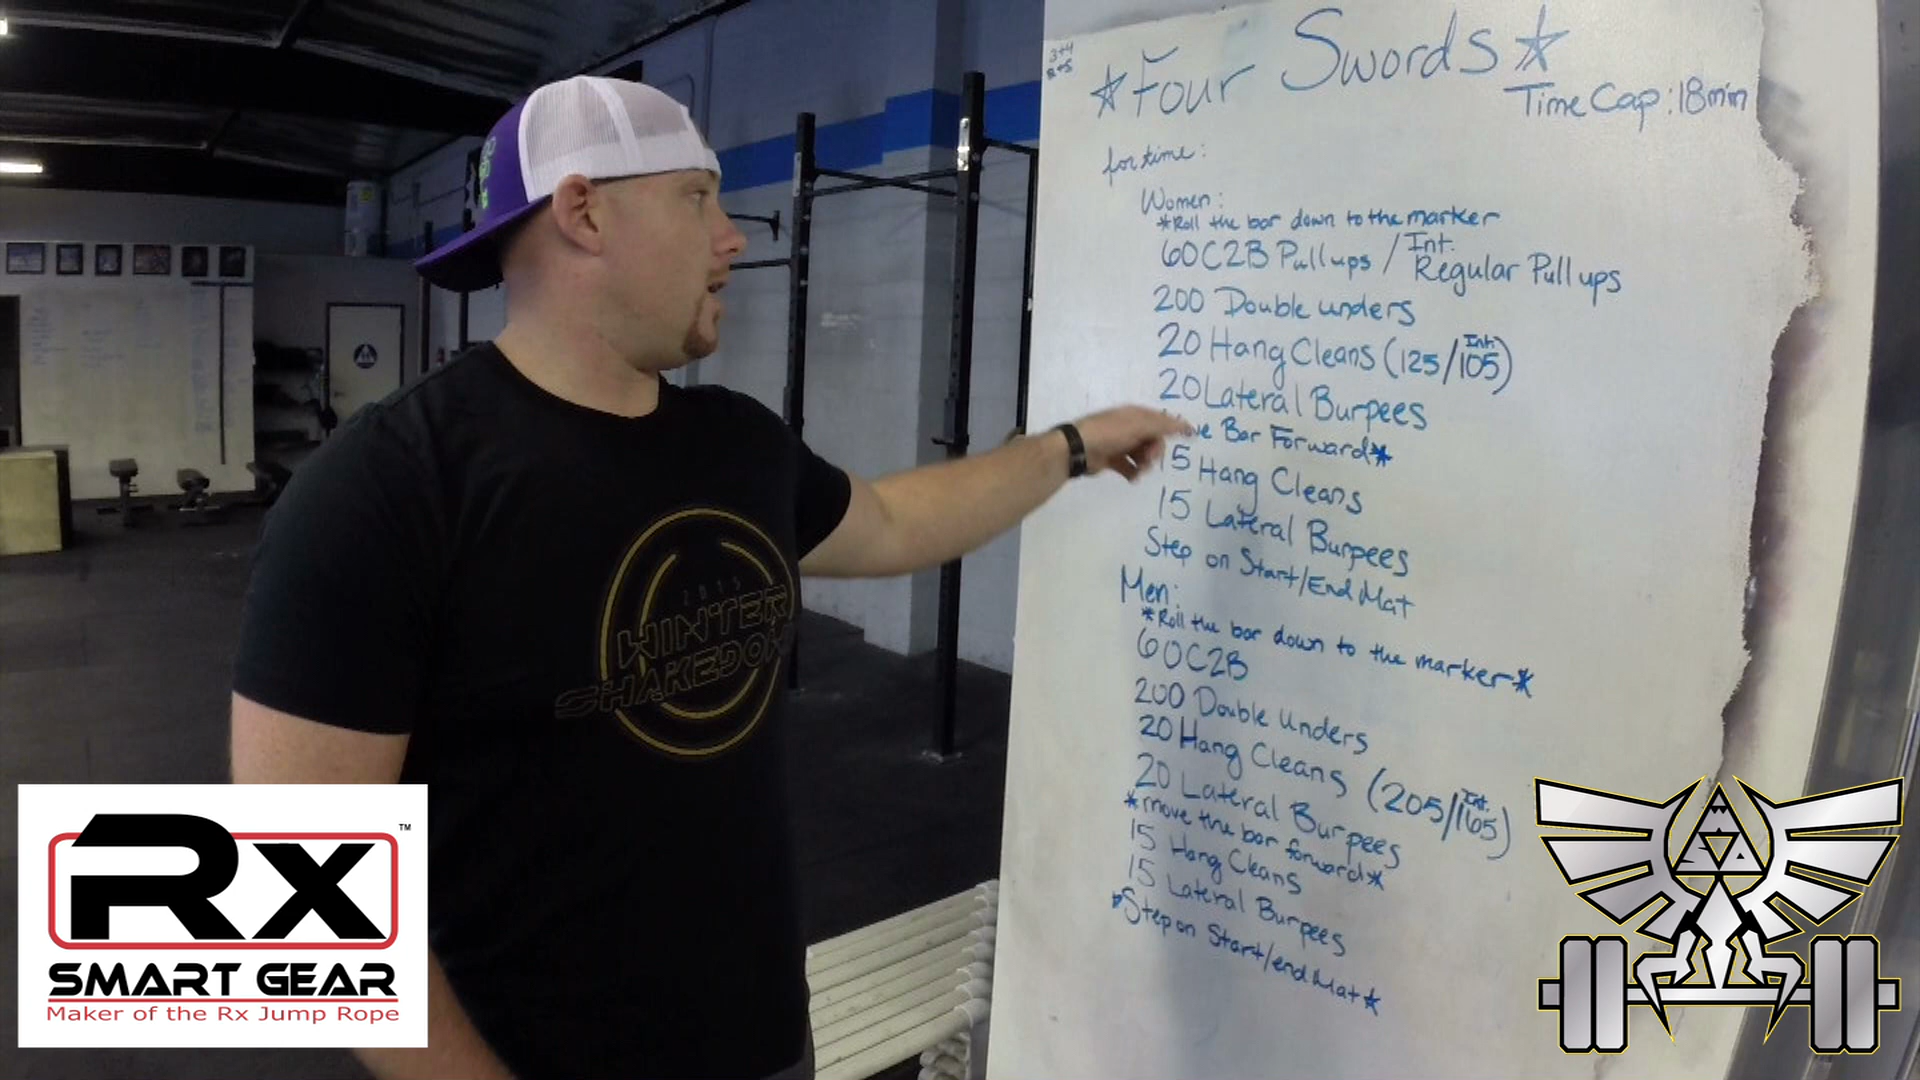 3+4
R+S
☆Four Swords☆
Time Cap: 18min
for time:
Women:
*Roll the bar down to the marker
60 C2B Pullups / Int. Regular Pull ups
200 Double unders
20 Hang Cleans (125/Int. 105)
20 Lateral Burpees
Move Bar Forward*
15 Hang Cleans
15 Lateral Burpees
Step on Start/End Mat
Men:
*Roll the bar down to the marker*
60 C2B
200 Double Unders
20 Hang Cleans (205/Int. 165)
20 Lateral Burpees
*move the bar forward*
15 Hang Cleans
15 Lateral Burpees
*Step on Start/end Mat*
2015
WINTER
SHAKEDOWN
Rx™
SMART GEAR
Maker of the Rx Jump Rope